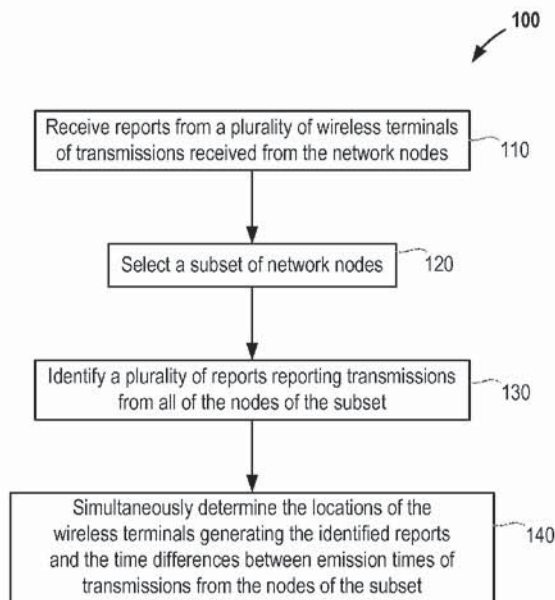 100
Receive reports from a plurality of wireless terminals
of transmissions received from the network nodes
110
Select a subset of network nodes
120
Identify a plurality of reports reporting transmissions
from all of the nodes of the subset
130
Simultaneously determine the locations of the
wireless terminals generating the identified reports
and the time differences between emission times of
transmissions from the nodes of the subset
140